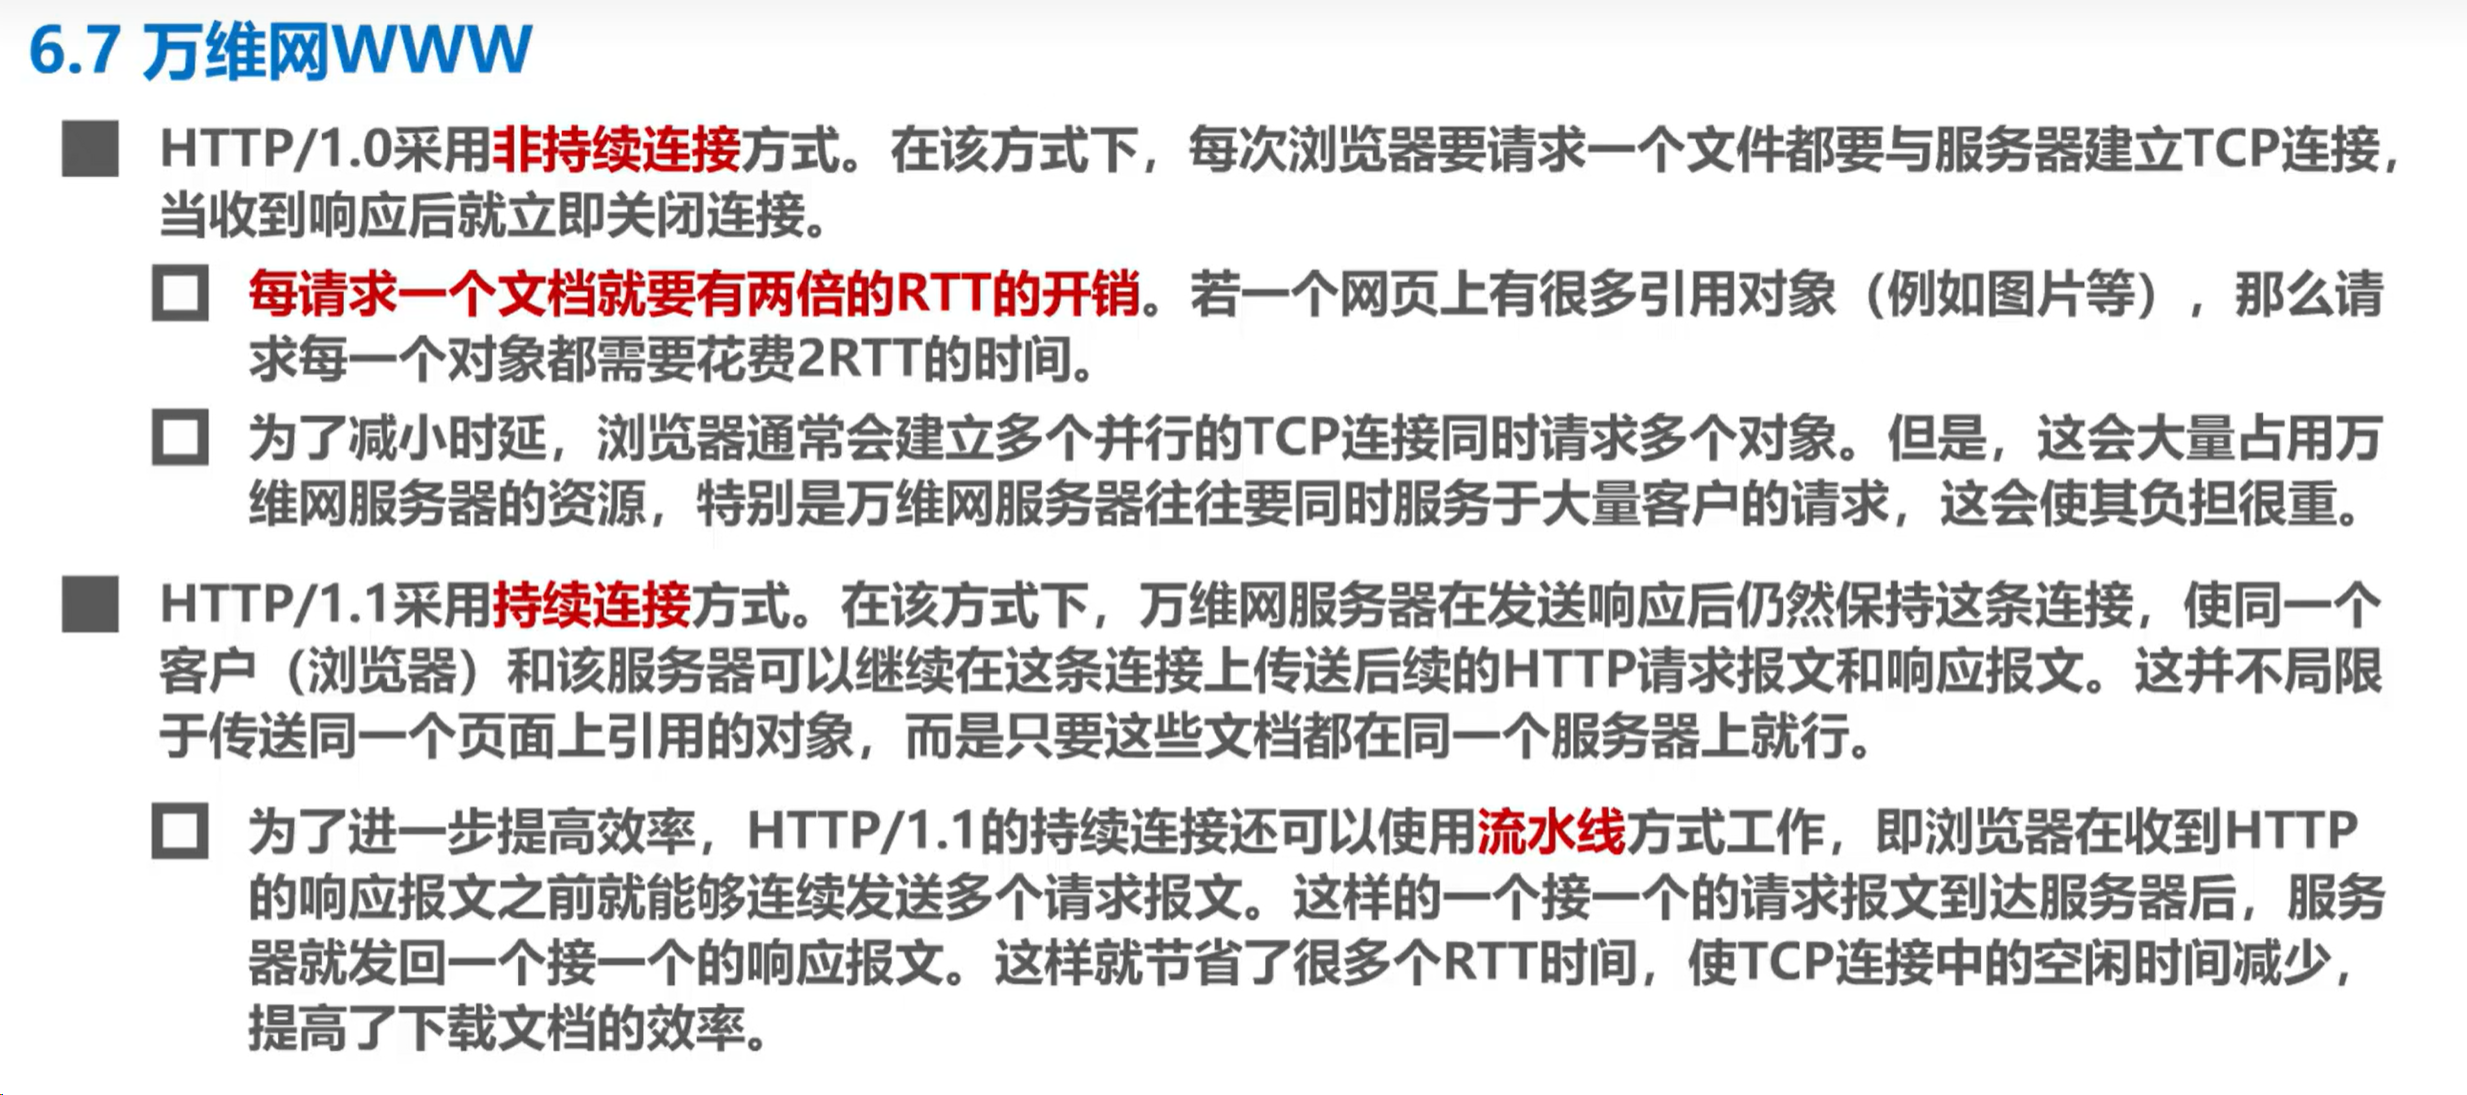 6.7 万维网WWW
HTTP/1.0采用非持续连接方式。在该方式下，每次浏览器要请求一个文件都要与服务器建立TCP连接，
当收到响应后就立即关闭连接。
每请求一个文档就要有两倍的RTT的开销。若一个网页上有很多引用对象（例如图片等），那么请
求每一个对象都需要花费2RTT的时间。
为了减小时延，浏览器通常会建立多个并行的TCP连接同时请求多个对象。但是，这会大量占用万
维网服务器的资源，特别是万维网服务器往往要同时服务于大量客户的请求，这会使其负担很重。
HTTP/1.1采用持续连接方式。在该方式下，万维网服务器在发送响应后仍然保持这条连接，使同一个
客户（浏览器）和该服务器可以继续在这条连接上传送后续的HTTP请求报文和响应报文。这并不局限
于传送同一个页面上引用的对象，而是只要这些文档都在同一个服务器上就行。
为了进一步提高效率，HTTP/1.1的持续连接还可以使用流水线方式工作，即浏览器在收到HTTP
的响应报文之前就能够连续发送多个请求报文。这样的一个接一个的请求报文到达服务器后，服务
器就发回一个接一个的响应报文。这样就节省了很多个RTT时间，使TCP连接中的空闲时间减少，
提高了下载文档的效率。